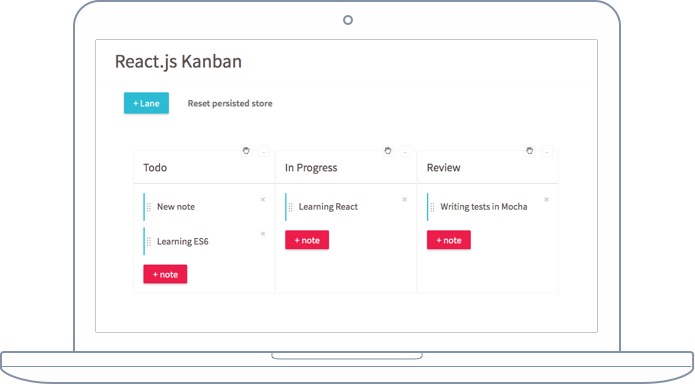 React.js Kanban
+ Lane
Reset persisted store
Todo
In Progress
Review
New note
Learning React
Writing tests in Mocha
Learning ES6
+ note
+ note
+ note